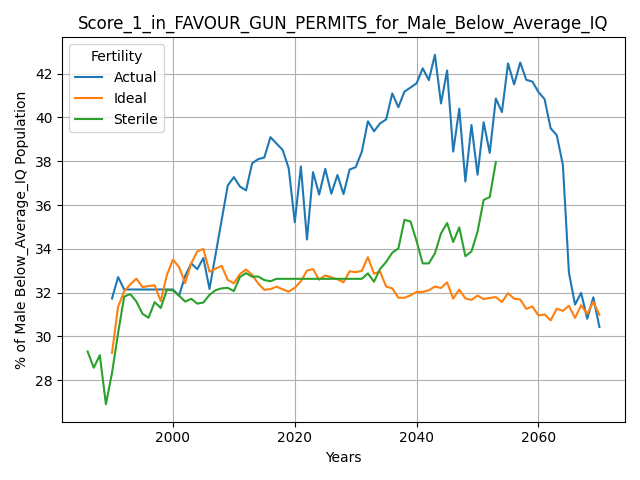 Score_1_in_FAVOUR_GUN_PERMITS_for_Male_Below_Average_IQ
Fertility
Actual
Ideal
Sterile
% of Male Below_Average_IQ Population
42
40
38
36
34
32
30
28
2000 2020 2040 2060
Years